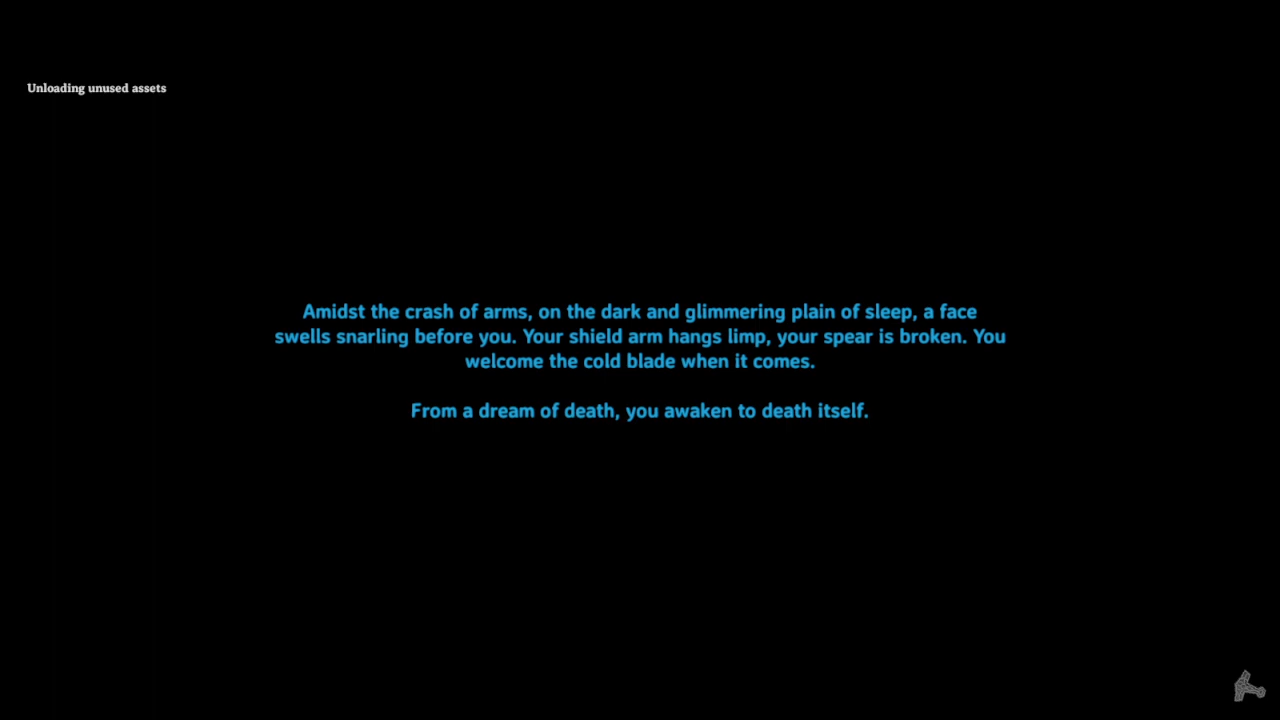 Unloading unused assets
Amidst the crash of arms, on the dark and glimmering plain of sleep, a face
swells snarling before you. Your shield arm hangs limp, your spear is broken. You
welcome the cold blade when it comes.
From a dream of death, you awaken to death itself.